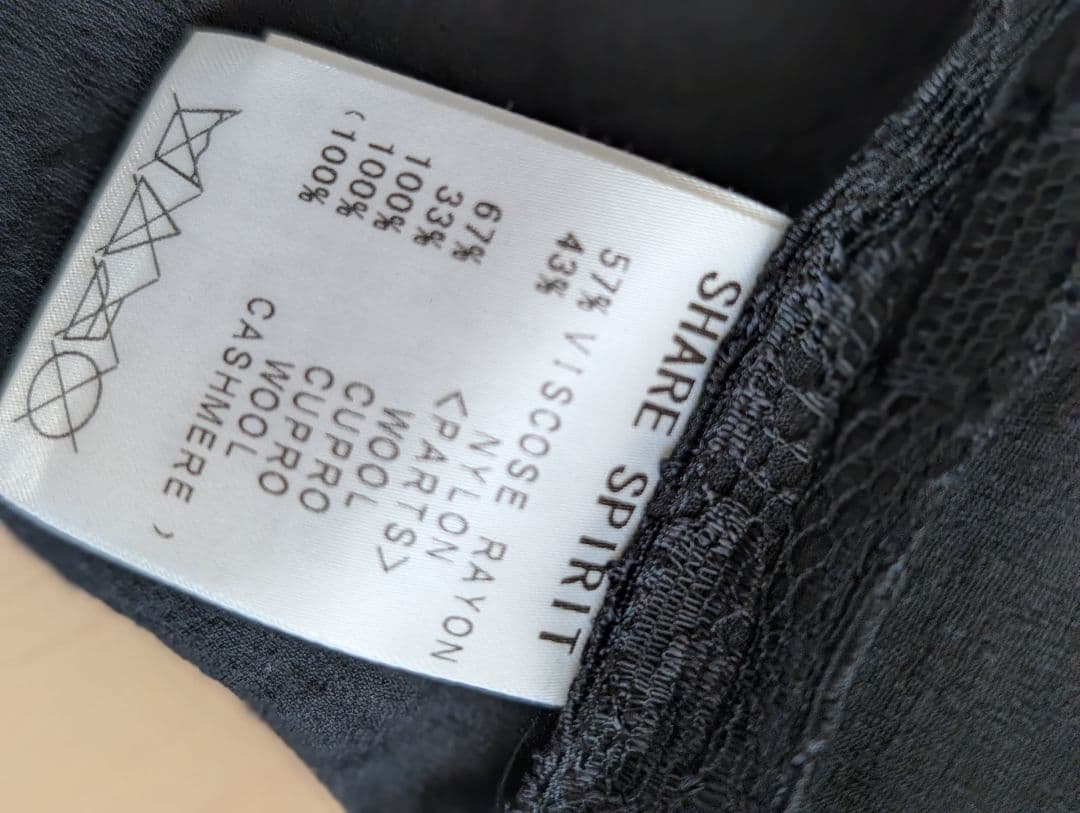 SHARE SPIRIT
57% VISCOSE RAYON
43% NYLON
<PARTS>
67% WOOL
33% CUPRO
100% CUPRO
100% WOOL
(100% CASHMERE )